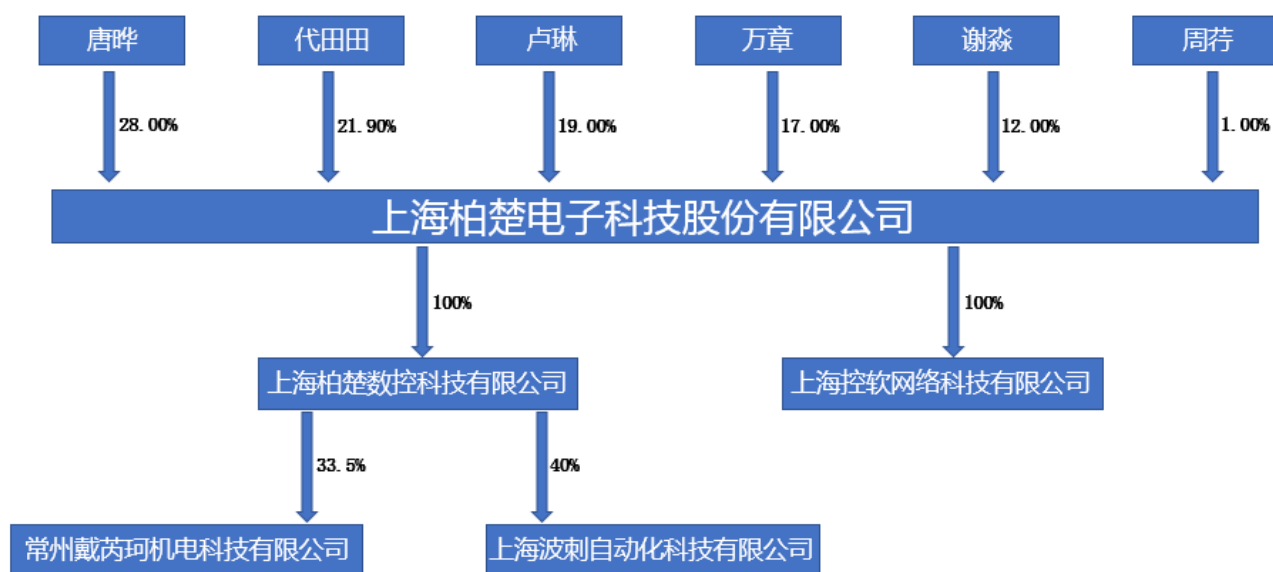 唐晔
代田田
卢琳
万章
谢淼
周荇
28.00%
21.90%
19.00%
17.00%
12.00%
1.00%
上海柏楚电子科技股份有限公司
100%
100%
上海柏楚数控科技有限公司
上海控软网络科技有限公司
33.5%
40%
常州戴芮珂机电科技有限公司
上海波刺自动化科技有限公司